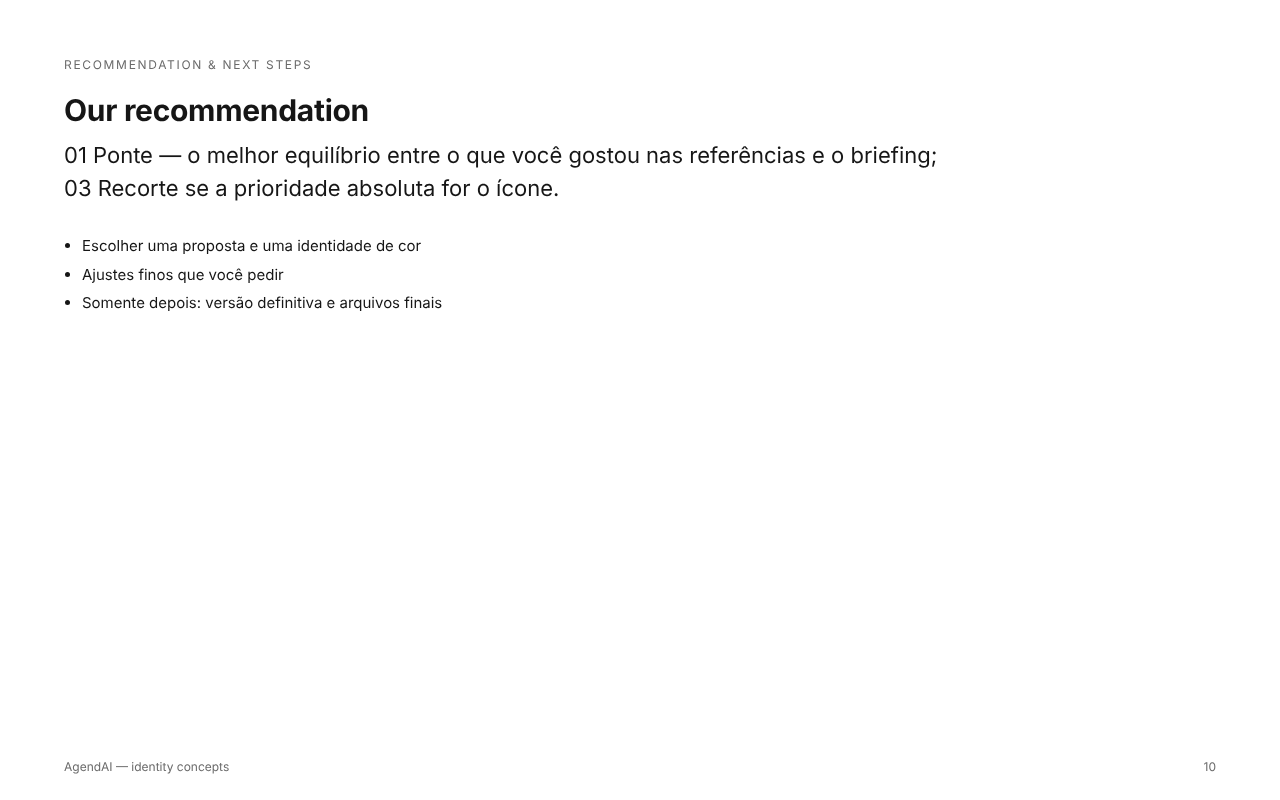 RECOMMENDATION & NEXT STEPS
Our recommendation
01 Ponte — o melhor equilíbrio entre o que você gostou nas referências e o briefing;
03 Recorte se a prioridade absoluta for o ícone.
• Escolher uma proposta e uma identidade de cor
• Ajustes finos que você pedir
• Somente depois: versão definitiva e arquivos finais
AgendAI — identity concepts
10